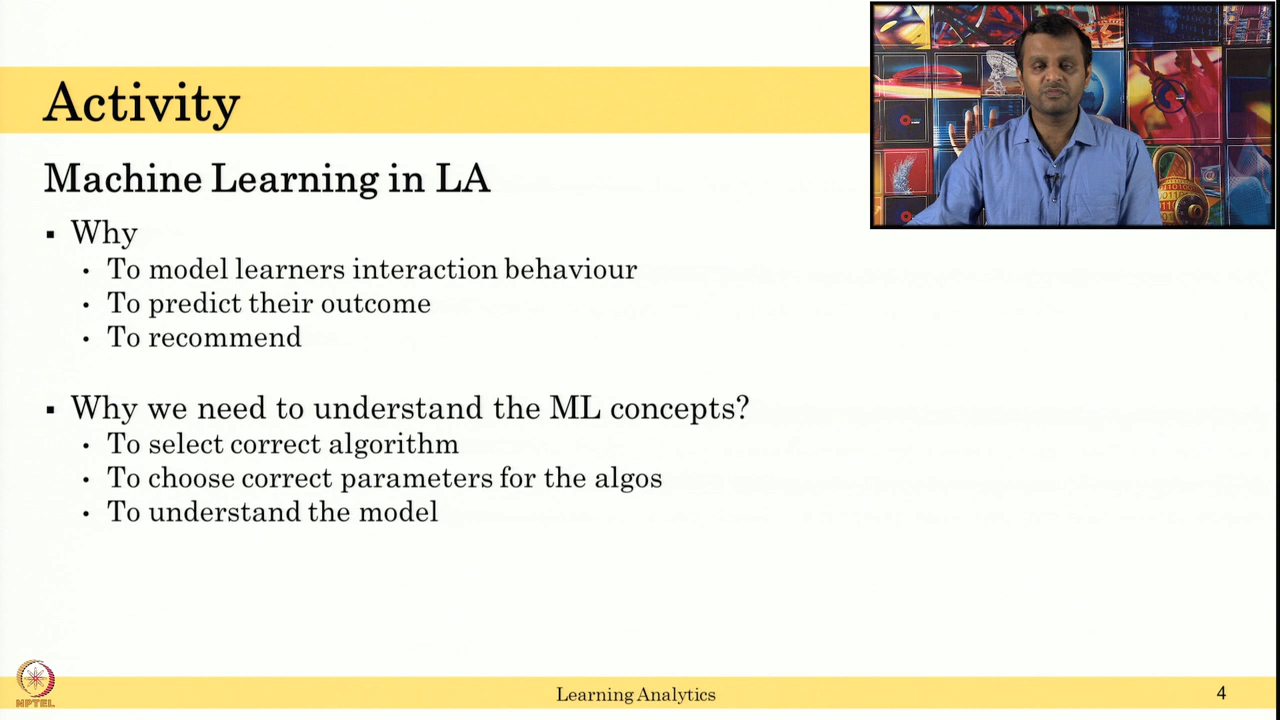 Activity
Machine Learning in LA
▪ Why
• To model learners interaction behaviour
• To predict their outcome
• To recommend
▪ Why we need to understand the ML concepts?
• To select correct algorithm
• To choose correct parameters for the algos
• To understand the model
NPTEL
Learning Analytics
4